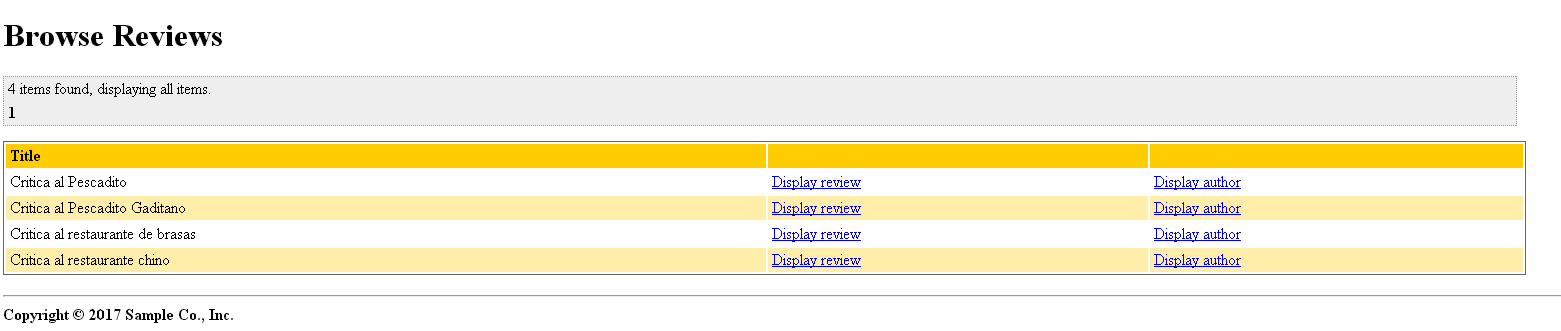 Browse Reviews
4 items found, displaying all items.
1
Title
Critica al Pescadito Display review Display author
Critica al Pescadito Gaditano Display review Display author
Critica al restaurante de brasas Display review Display author
Critica al restaurante chino Display review Display author
Copyright © 2017 Sample Co., Inc.